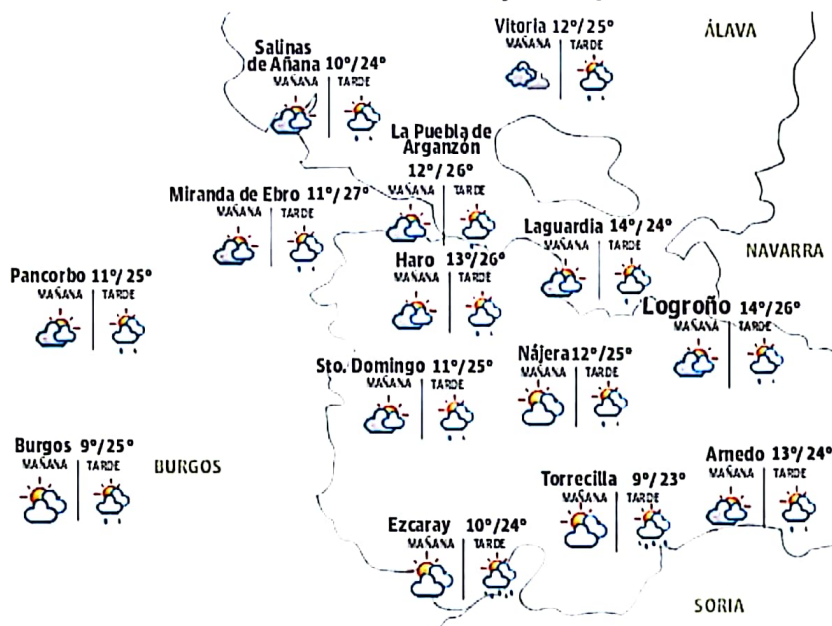 Vitoria 12º/25º
MAÑANA TARDE
ÁLAVA
Salinas
de Añana 10º/24º
MAÑANA TARDE
La Puebla de
Arganzón
12º/26º
MAÑANA TARDE
Miranda de Ebro 11º/27º
MAÑANA TARDE
Laguardia 14º/24º
MAÑANA TARDE
NAVARRA
Haro 13º/26º
MAÑANA TARDE
Pancorbo 11º/25º
MAÑANA TARDE
Logroño 14º/26º
MAÑANA TARDE
Sto. Domingo 11º/25º
MAÑANA TARDE
Nájera 12º/25º
MAÑANA TARDE
Burgos 9º/25º
MAÑANA TARDE
BURGOS
Torrecilla 9º/23º
MAÑANA TARDE
Arnedo 13º/24º
MAÑANA TARDE
Ezcaray 10º/24º
MAÑANA TARDE
SORIA